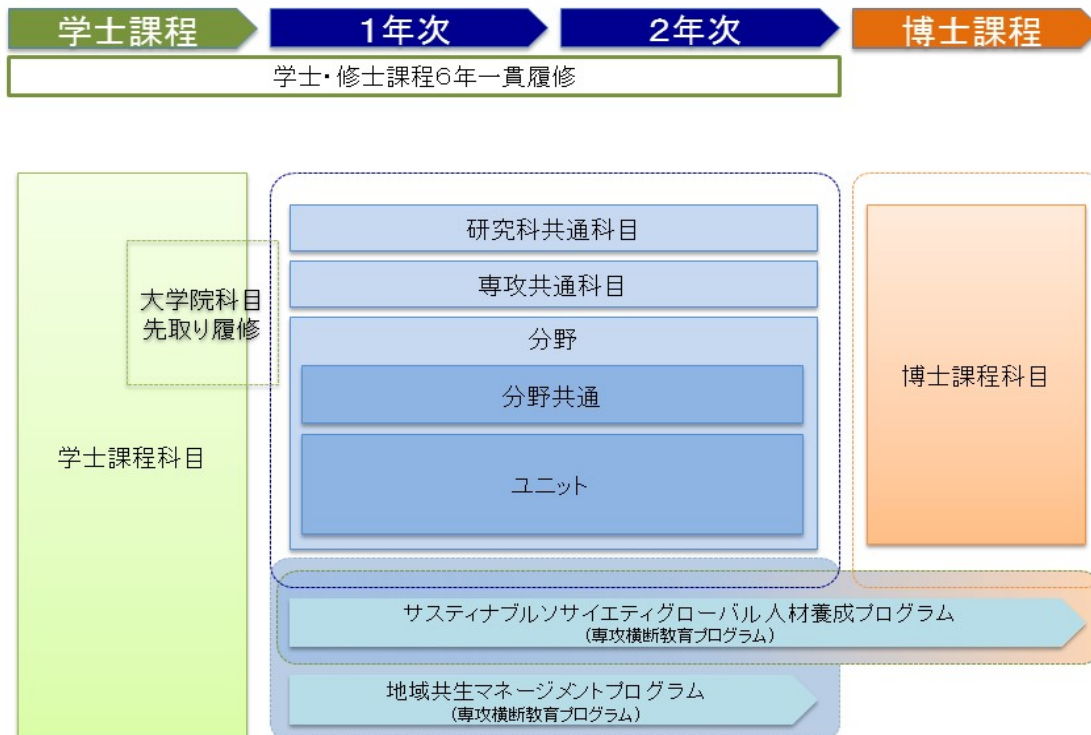 学士課程
1年次
2年次
博士課程
学士・修士課程6年一貫履修
研究科共通科目
専攻共通科目
大学院科目
先取り履修
分野
分野共通
博士課程科目
学士課程科目
ユニット
サスティナブルソサイエティグローバル人材養成プログラム
(専攻横断教育プログラム)
地域共生マネージメントプログラム
(専攻横断教育プログラム)